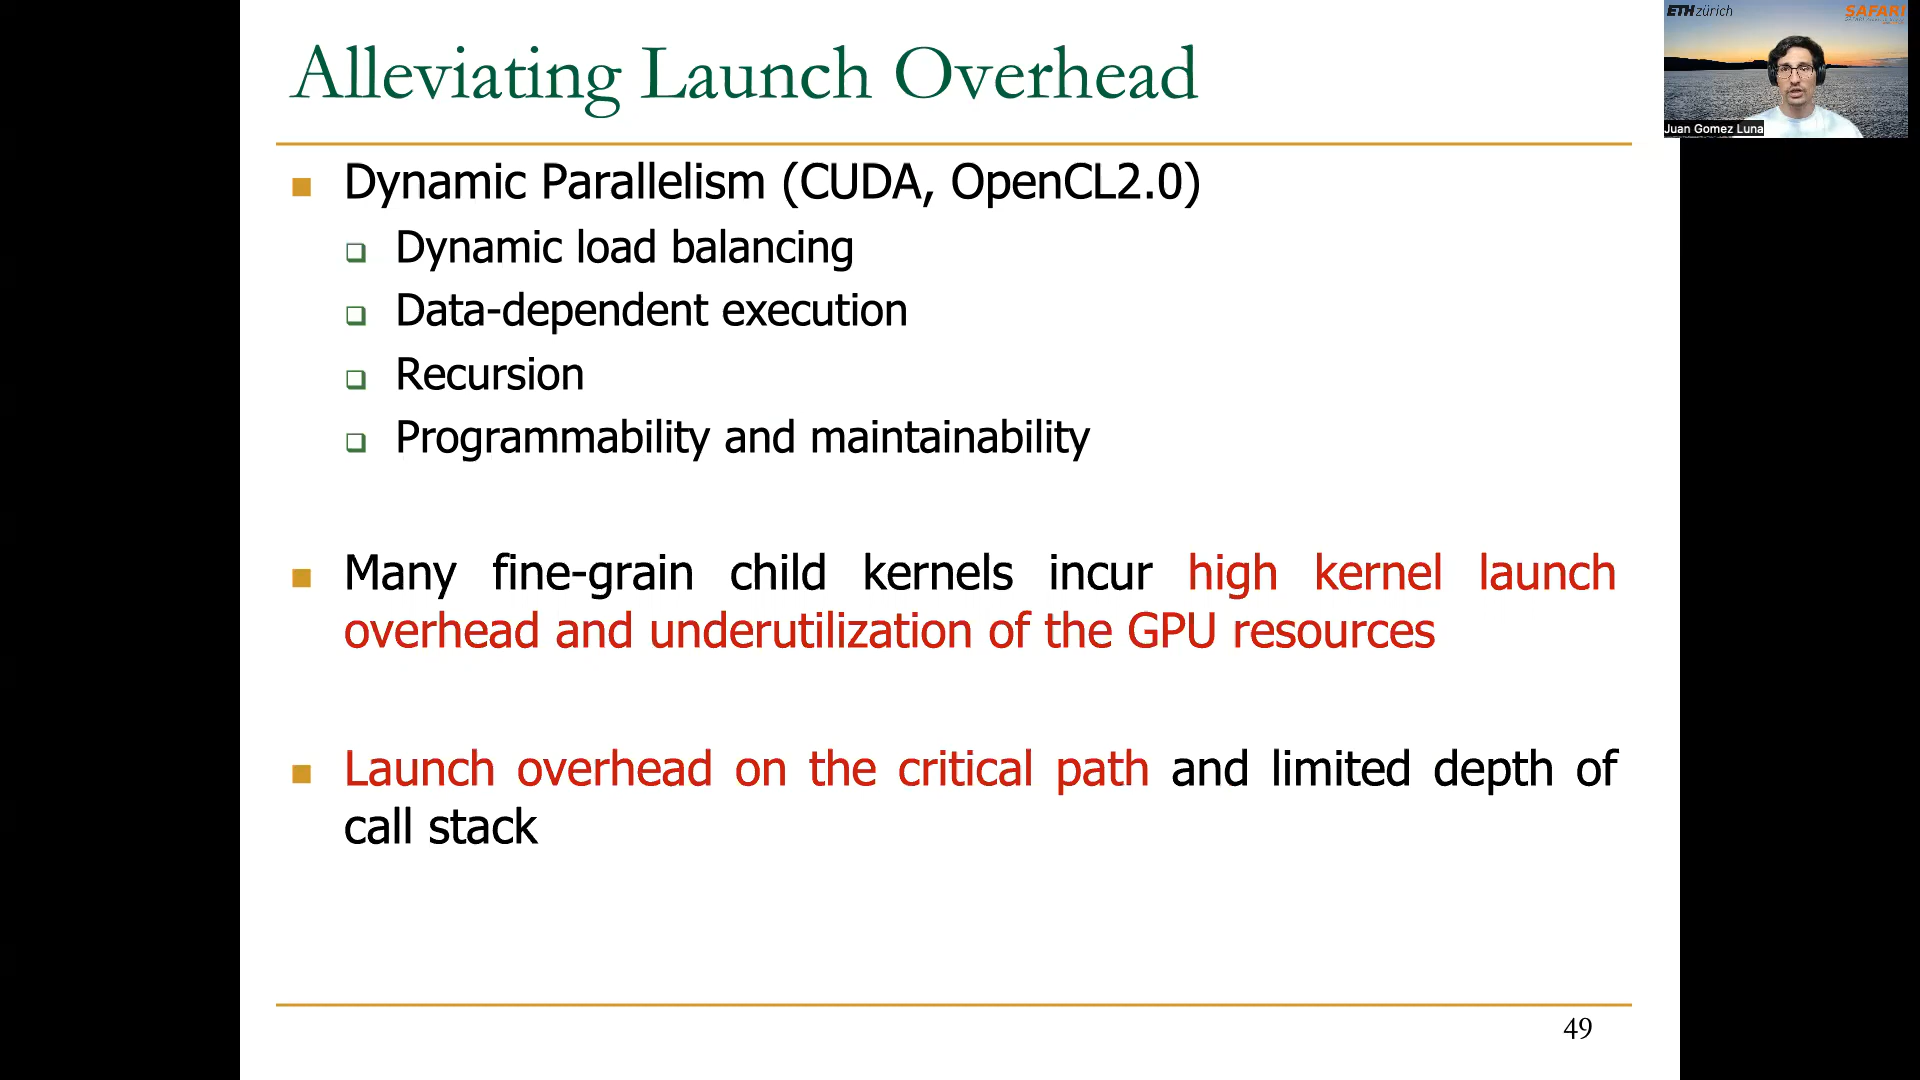 Alleviating Launch Overhead
Dynamic Parallelism (CUDA, OpenCL2.0)
Dynamic load balancing
Data-dependent execution
Recursion
Programmability and maintainability
Many fine-grain child kernels incur high kernel launch
overhead and underutilization of the GPU resources
Launch overhead on the critical path and limited depth of
call stack
49
ETH zürich
SAFARI
Juan Gomez Luna